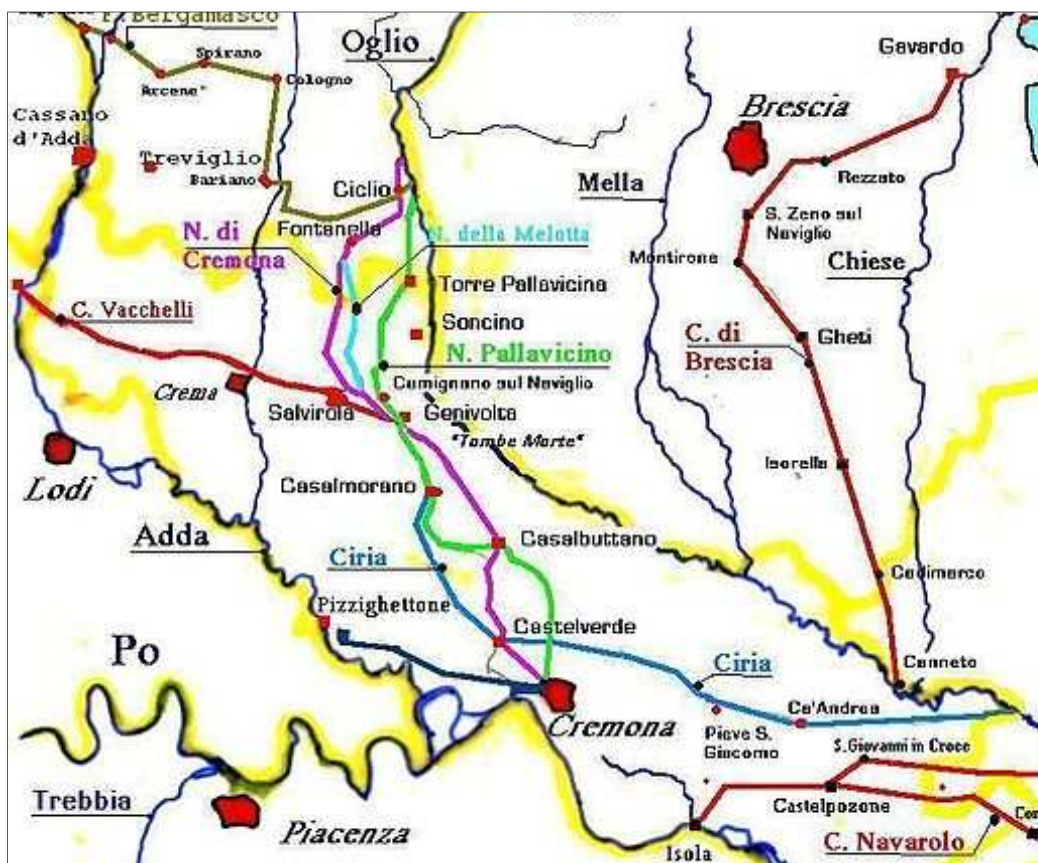 F. Bergamasco
Oglio
Spirano
Gavardo
Arcene*
Cologno
Cassano
d'Adda
Brescia
Treviglio
Bariano
Ciclio
Mella
Rezzato
Fontanella
N. di
Cremona
N. della Melotta
S. Zeno sul
Naviglio
Montirone
Chiese
Torre Pallavicina
C. Vacchelli
Soncino
Gheti
N. Pallavicino
C. di
Brescia
Crema
Cumignano sul Naviglio
Salvirola
Genivolta
"Tombe Morte"
Lodi
Isorella
Casalmorano
Adda
Casalbuttano
Ciria
Cadimarco
Pizzighettone
Castelverde
Po
Ciria
Canneto
Cremona
Ca'Andrea
Pieve S.
Giacomo
S.Giovanni in Croce
Trebbia
Piacenza
Castelpozone
C. Navarolo
Isola